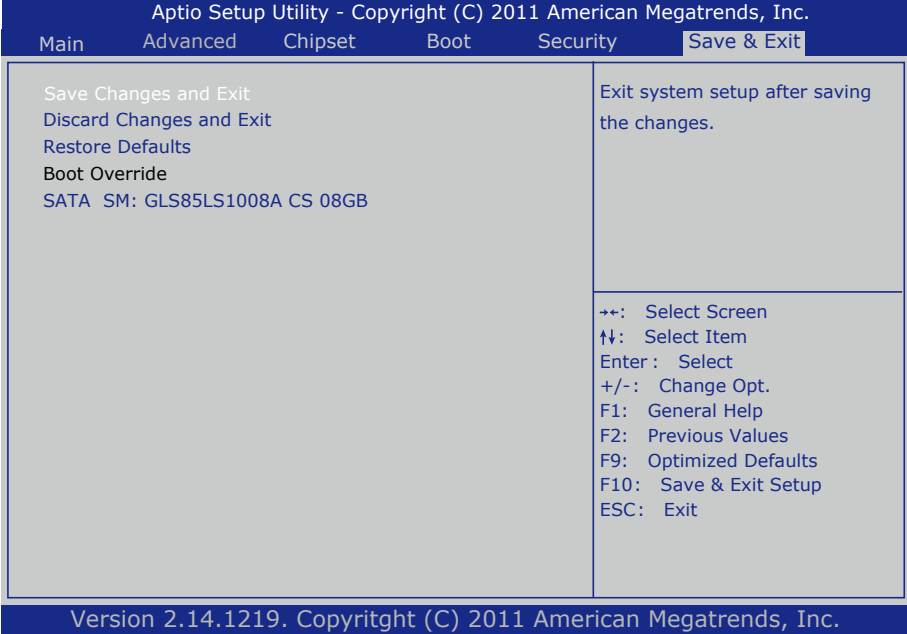 Aptio Setup Utility - Copyright (C) 2011 American Megatrends, Inc.
Main Advanced Chipset Boot Security Save & Exit
Save Changes and Exit
Discard Changes and Exit
Restore Defaults
Boot Override
SATA SM: GLS85LS1008A CS 08GB
Exit system setup after saving
the changes.
→←: Select Screen
↑↓: Select Item
Enter : Select
+/-: Change Opt.
F1: General Help
F2: Previous Values
F9: Optimized Defaults
F10: Save & Exit Setup
ESC: Exit
Version 2.14.1219. Copyritght (C) 2011 American Megatrends, Inc.